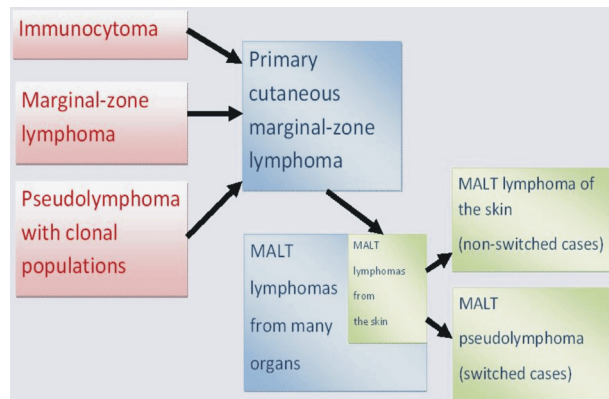 Immunocytoma
Marginal-zone
lymphoma
Pseudolymphoma
with clonal
populations
Primary
cutaneous
marginal-zone
lymphoma
MALT
lymphomas
from many
organs
MALT
lymphomas
from
the skin
MALT lymphoma of
the skin
(non-switched cases)
MALT
pseudolymphoma
(switched cases)